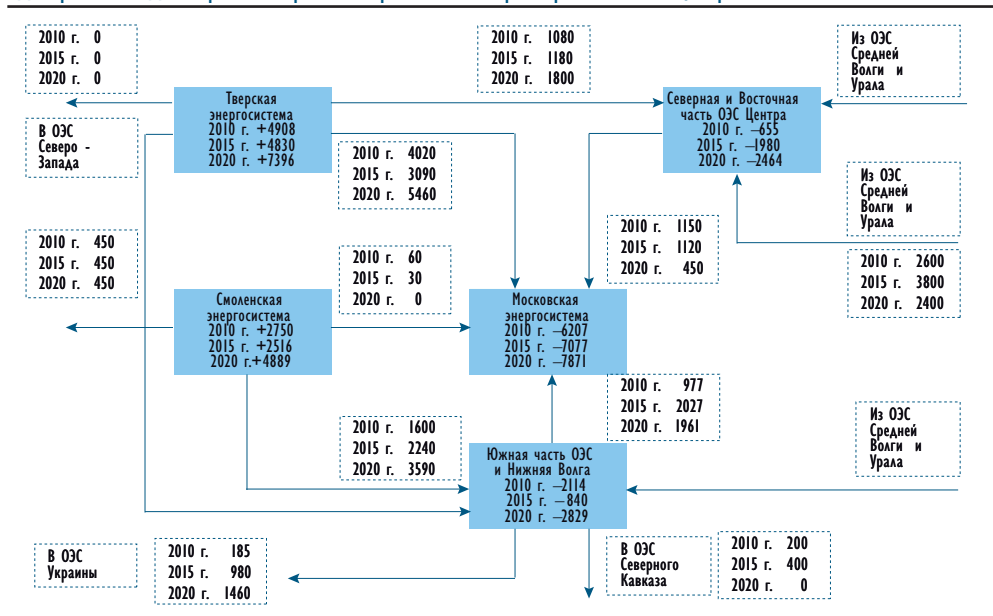 2010 г. 0
2015 г. 0
2020 г. 0
2010 г. 1080
2015 г. 1180
2020 г. 1800
Из ОЭС
Средней
Волги и
Урала
Тверская
энергосистема
2010 г. +4908
2015 г. +4830
2020 г. +7396
Северная и Восточная
часть ОЭС Центра
2010 г. –655
2015 г. –1980
2020 г. –2464
В ОЭС
Северо -
Запада
2010 г. 4020
2015 г. 3090
2020 г. 5460
Из ОЭС
Средней
Волги и
Урала
2010 г. 450
2015 г. 450
2020 г. 450
2010 г. 60
2015 г. 30
2020 г. 0
2010 г. 1150
2015 г. 1120
2020 г. 450
2010 г. 2600
2015 г. 3800
2020 г. 2400
Смоленская
энергосистема
2010 г. +2750
2015 г. +2516
2020 г.+4889
Московская
энергосистема
2010 г. –6207
2015 г. –7077
2020 г. –7871
2010 г. 977
2015 г. 2027
2020 г. 1961
2010 г. 1600
2015 г. 2240
2020 г. 3590
Из ОЭС
Средней
Волги и
Урала
Южная часть ОЭС
и Нижняя Волга
2010 г. –2114
2015 г. –840
2020 г. –2829
В ОЭС
Украины
2010 г. 185
2015 г. 980
2020 г. 1460
В ОЭС
Северного
Кавказа
2010 г. 200
2015 г. 400
2020 г. 0